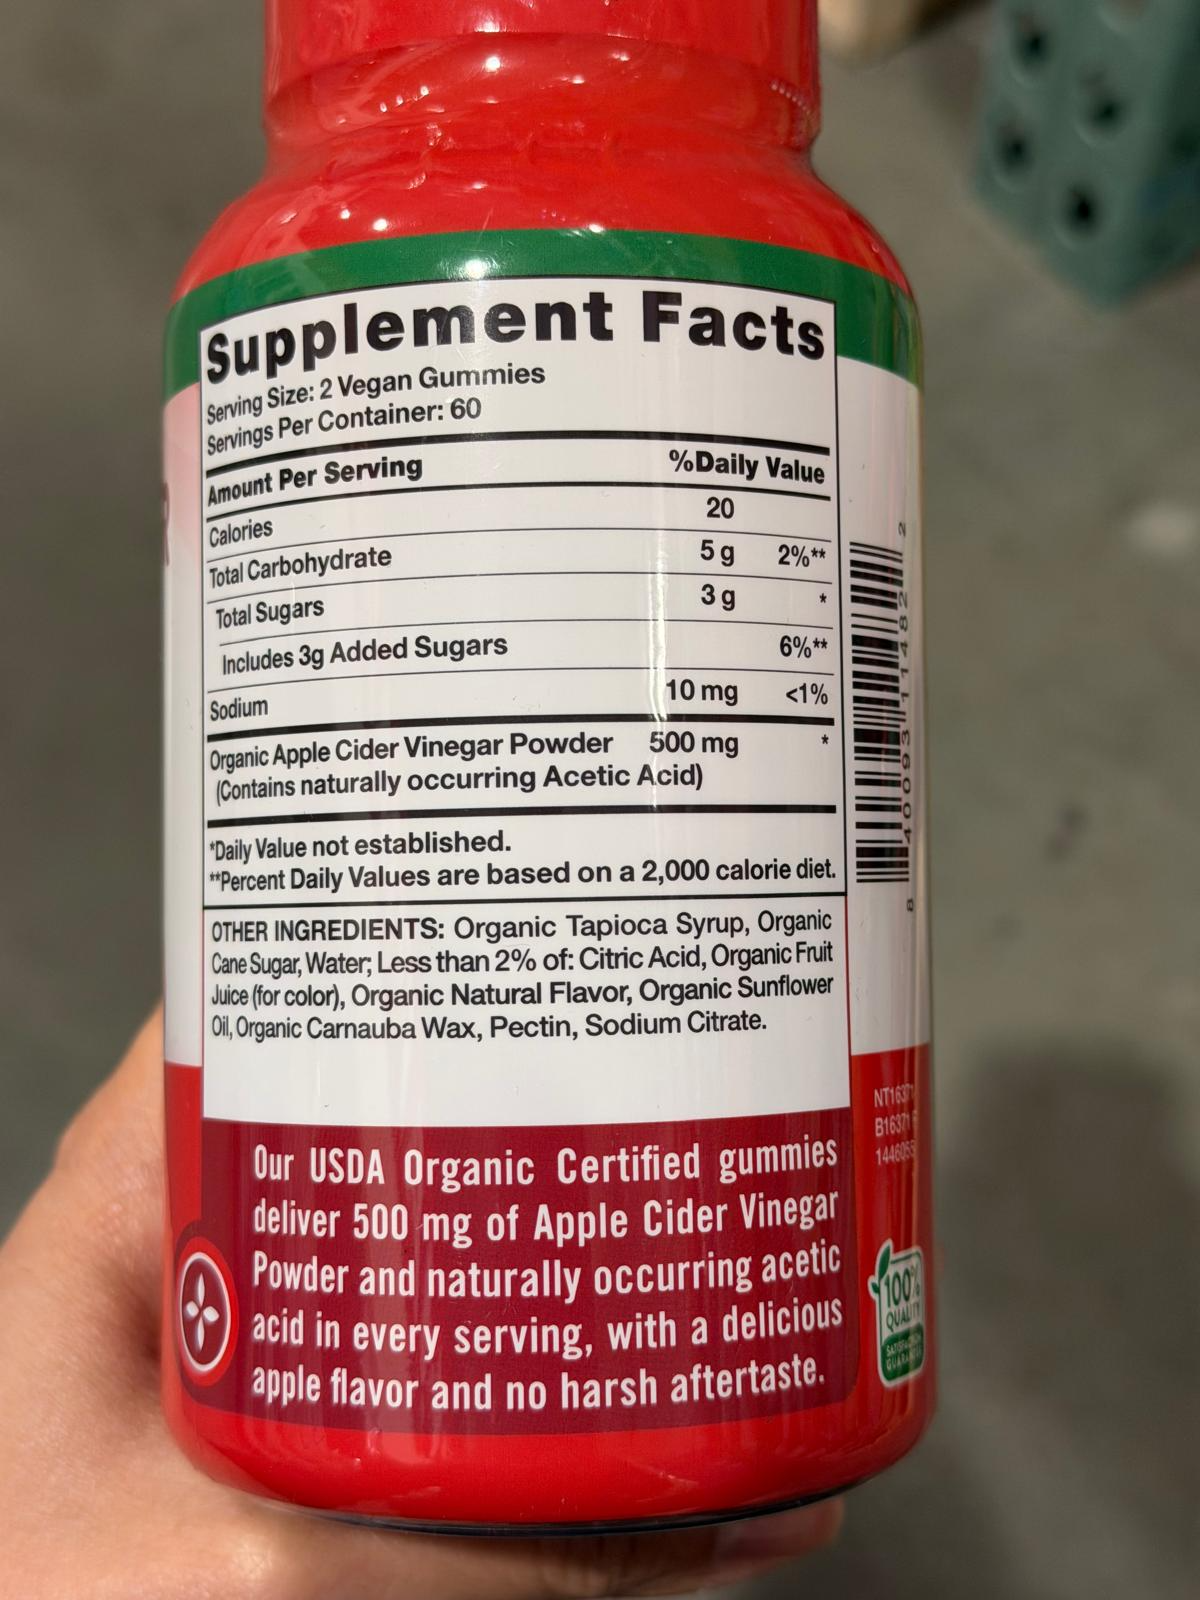 Supplement Facts
Serving Size: 2 Vegan Gummies
Servings Per Container: 60
Amount Per Serving %Daily Value
Calories 20
Total Carbohydrate 5 g 2%**
Total Sugars 3 g *
Includes 3g Added Sugars 6%**
Sodium 10 mg <1%
Organic Apple Cider Vinegar Powder 500 mg *
(Contains naturally occurring Acetic Acid)
*Daily Value not established.
**Percent Daily Values are based on a 2,000 calorie diet.
OTHER INGREDIENTS: Organic Tapioca Syrup, Organic
Cane Sugar, Water; Less than 2% of: Citric Acid, Organic Fruit
Juice (for color), Organic Natural Flavor, Organic Sunflower
Oil, Organic Carnauba Wax, Pectin, Sodium Citrate.
Our USDA Organic Certified gummies
deliver 500 mg of Apple Cider Vinegar
Powder and naturally occurring acetic
acid in every serving, with a delicious
apple flavor and no harsh aftertaste.
8 40093 11482 2
100%
QUALITY